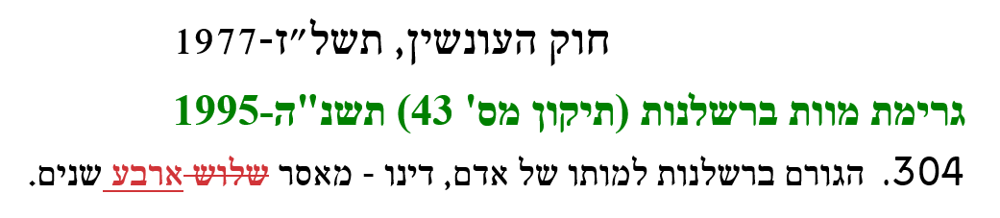 חוק העונשין, תשל״ז-1977
גרימת מוות ברשלנות (תיקון מס' 43) תשנ"ה-1995
304. הגורם ברשלנות למותו של אדם, דינו - מאסר שלוש ארבע שנים.